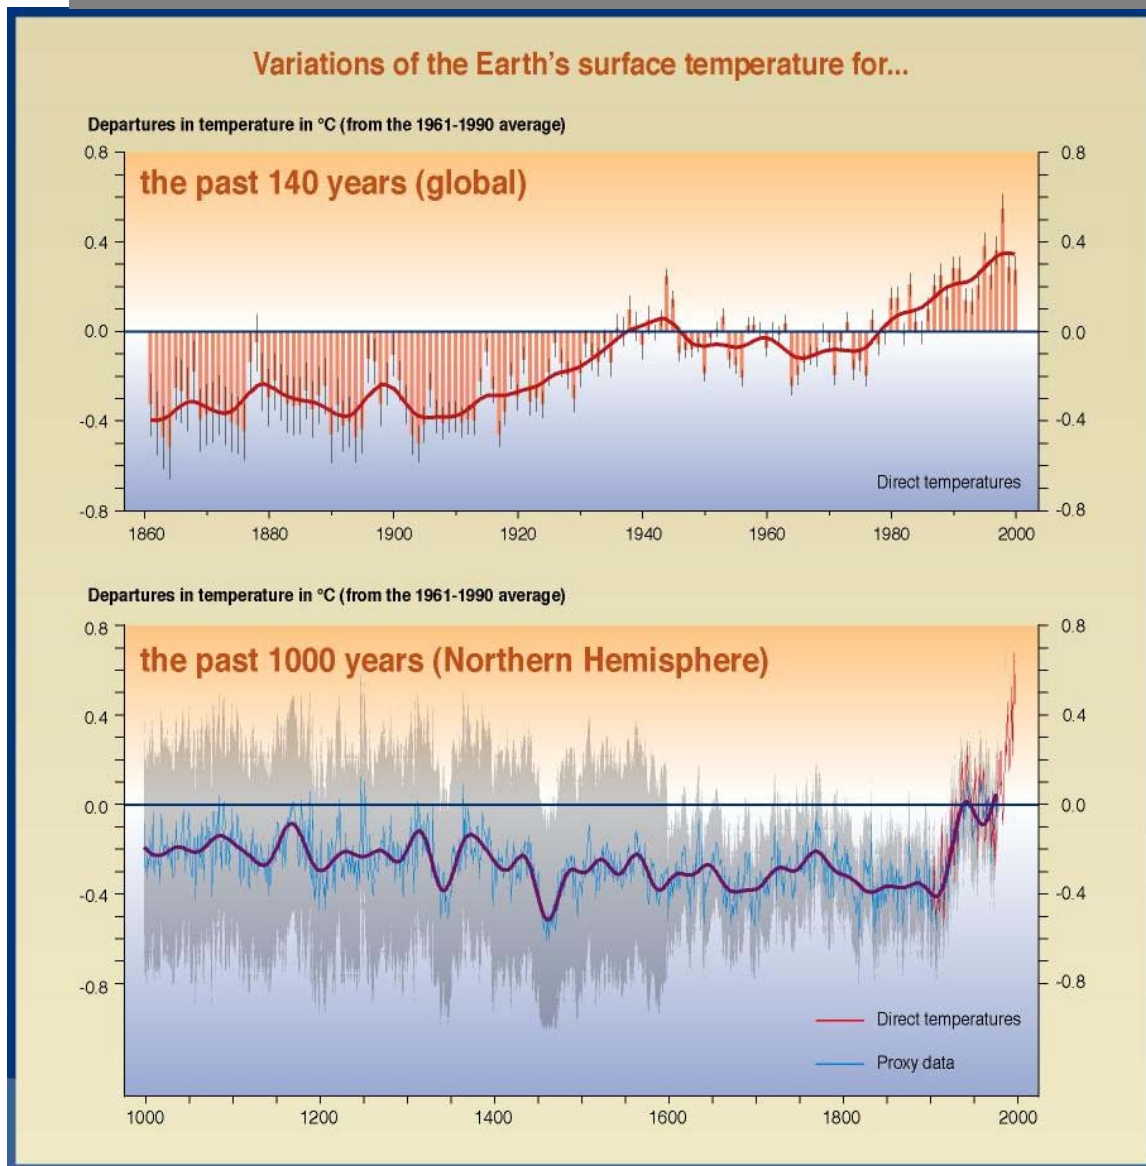 Variations of the Earth's surface temperature for...
Departures in temperature in °C (from the 1961-1990 average)
the past 140 years (global)
0.8 0.8
0.4 0.4
0.0 0.0
-0.4 -0.4
-0.8 -0.8
Direct temperatures
1860 1880 1900 1920 1940 1960 1980 2000
Departures in temperature in °C (from the 1961-1990 average)
the past 1000 years (Northern Hemisphere)
0.8 0.8
0.4 0.4
0.0 0.0
-0.4 -0.4
-0.8 -0.8
Direct temperatures
Proxy data
1000 1200 1400 1600 1800 2000